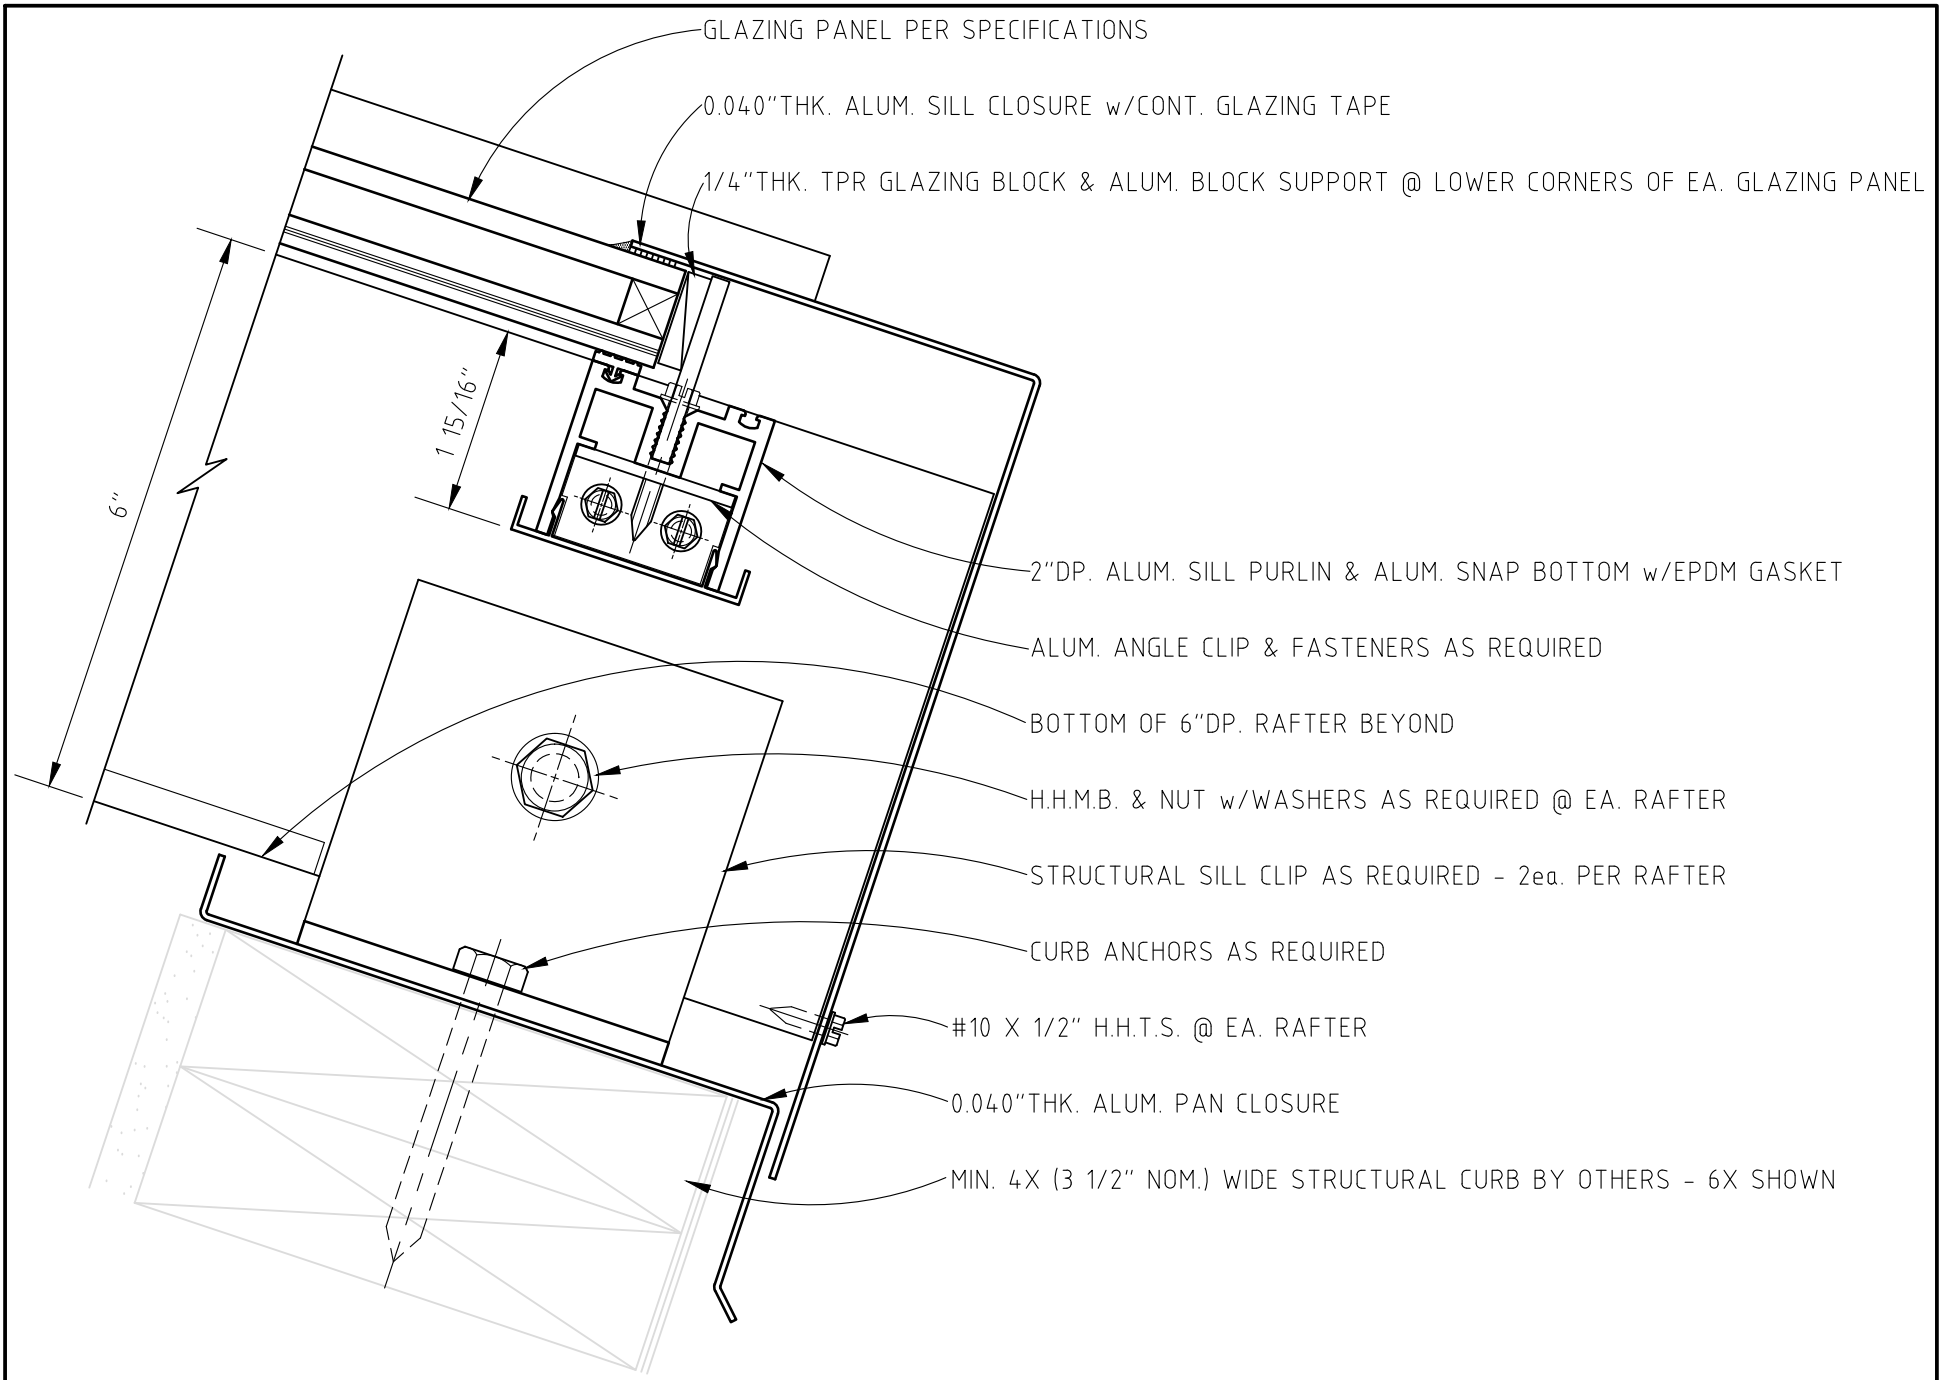 GLAZING PANEL PER SPECIFICATIONS
0.040"THK. ALUM. SILL CLOSURE w/CONT. GLAZING TAPE
1/4"THK. TPR GLAZING BLOCK & ALUM. BLOCK SUPPORT @ LOWER CORNERS OF EA. GLAZING PANEL
1 15/16"
6"
2"DP. ALUM. SILL PURLIN & ALUM. SNAP BOTTOM w/EPDM GASKET
ALUM. ANGLE CLIP & FASTENERS AS REQUIRED
BOTTOM OF 6"DP. RAFTER BEYOND
H.H.M.B. & NUT w/WASHERS AS REQUIRED @ EA. RAFTER
STRUCTURAL SILL CLIP AS REQUIRED - 2ea. PER RAFTER
CURB ANCHORS AS REQUIRED
#10 X 1/2" H.H.T.S. @ EA. RAFTER
0.040"THK. ALUM. PAN CLOSURE
MIN. 4X (3 1/2" NOM.) WIDE STRUCTURAL CURB BY OTHERS - 6X SHOWN